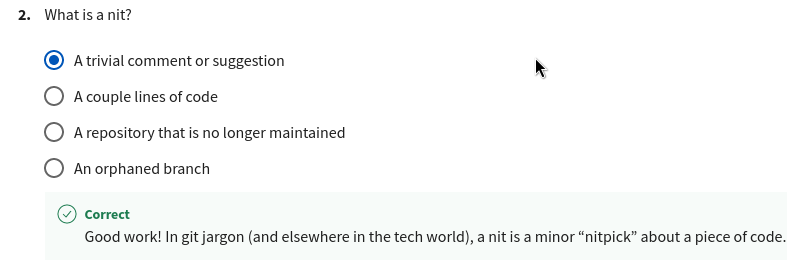 2. What is a nit?
A trivial comment or suggestion
A couple lines of code
A repository that is no longer maintained
An orphaned branch
Correct
Good work! In git jargon (and elsewhere in the tech world), a nit is a minor “nitpick” about a piece of code.